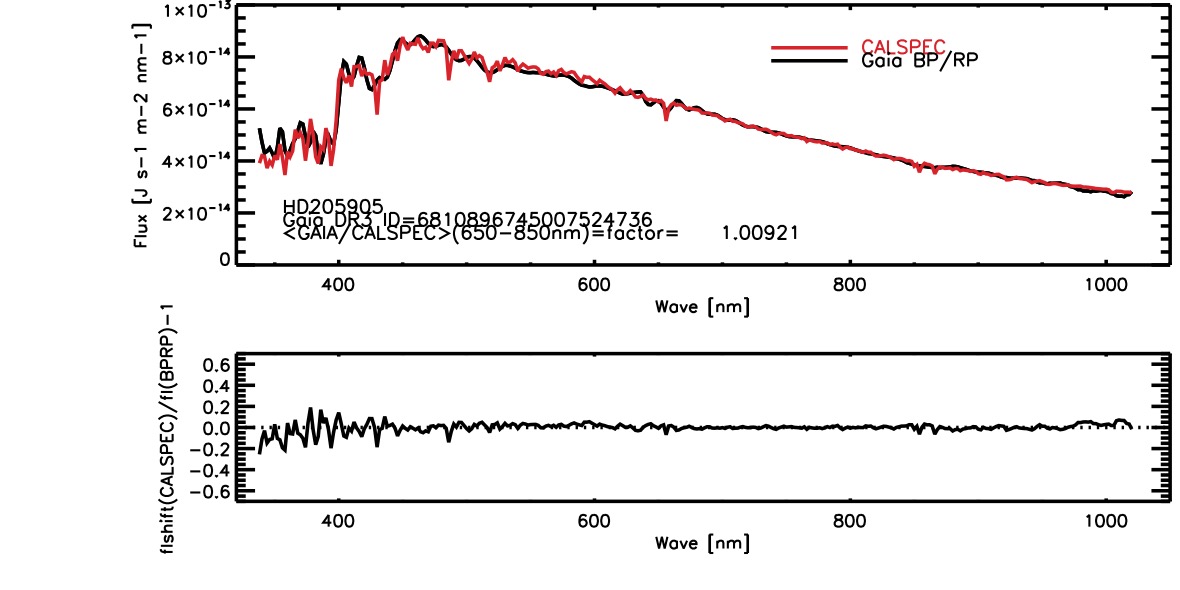 1×10−13
8×10−14
6×10−14
4×10−14
2×10−14
0
Flux [J s−1 m−2 nm−1]
CALSPEC
Gaia BP/RP
HD205905
Gaia DR3 ID=6810896745007524736
<GAIA/CALSPEC>(650−850nm)=factor= 1.00921
400 600 800 1000
Wave [nm]
flshift(CALSPEC)/fl(BPRP)−1
0.6
0.4
0.2
0.0
−0.2
−0.4
−0.6
400 600 800 1000
Wave [nm]